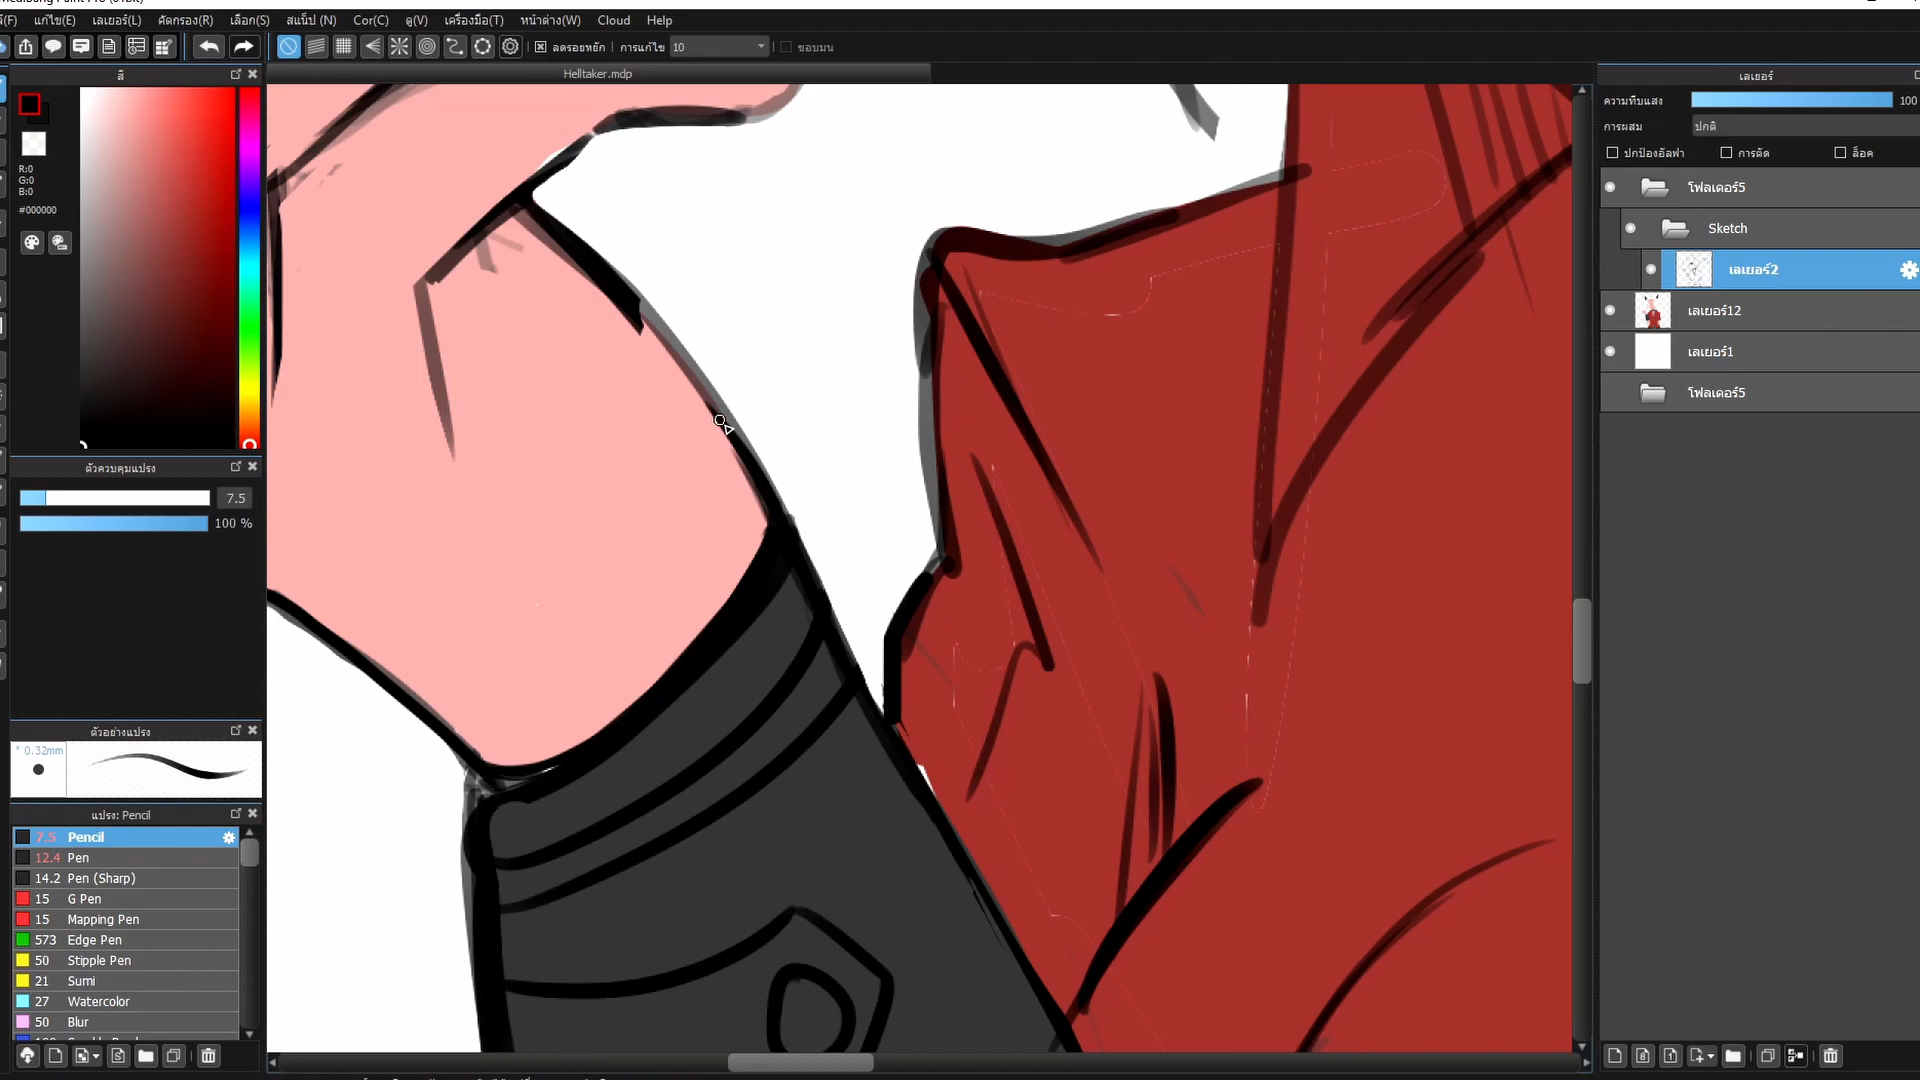 แก้ไข(E) เลเยอร์(L) คัดกรอง(R) เลือก(S) สแน็ป (N) Cor(C) ดู(V) เครื่องมือ(T) หน้าต่าง(W) Cloud Help
ลดรอยหยัก การแก้ไข 10 ขอบมน
สี
Helltaker.mdp
R:0
G:0
B:0
#000000
ตัวควบคุมแปรง
7.5
100 %
ตัวอย่างแปรง
* 0.32mm
แปรง: Pencil
7.5 Pencil
12.4 Pen
14.2 Pen (Sharp)
15 G Pen
15 Mapping Pen
573 Edge Pen
50 Stipple Pen
21 Sumi
27 Watercolor
50 Blur
เลเยอร์
ความทึบแสง 100
การผสม ปกติ
ปกป้องอัลฟา การตัด ล็อค
โฟลเดอร์5
Sketch
เลเยอร์2
เลเยอร์12
เลเยอร์1
โฟลเดอร์5